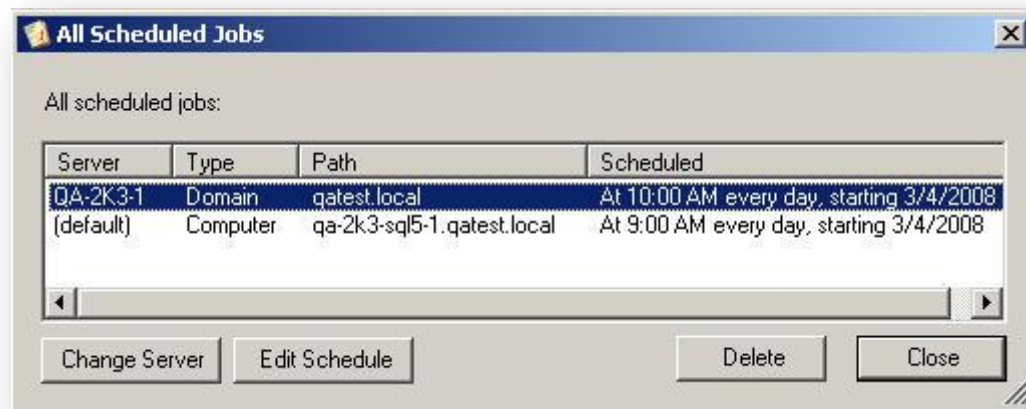 All Scheduled Jobs
All scheduled jobs:
Server Type Path Scheduled
QA-2K3-1 Domain qatest.local At 10:00 AM every day, starting 3/4/2008
(default) Computer qa-2k3-sql5-1.qatest.local At 9:00 AM every day, starting 3/4/2008
Change Server Edit Schedule Delete Close